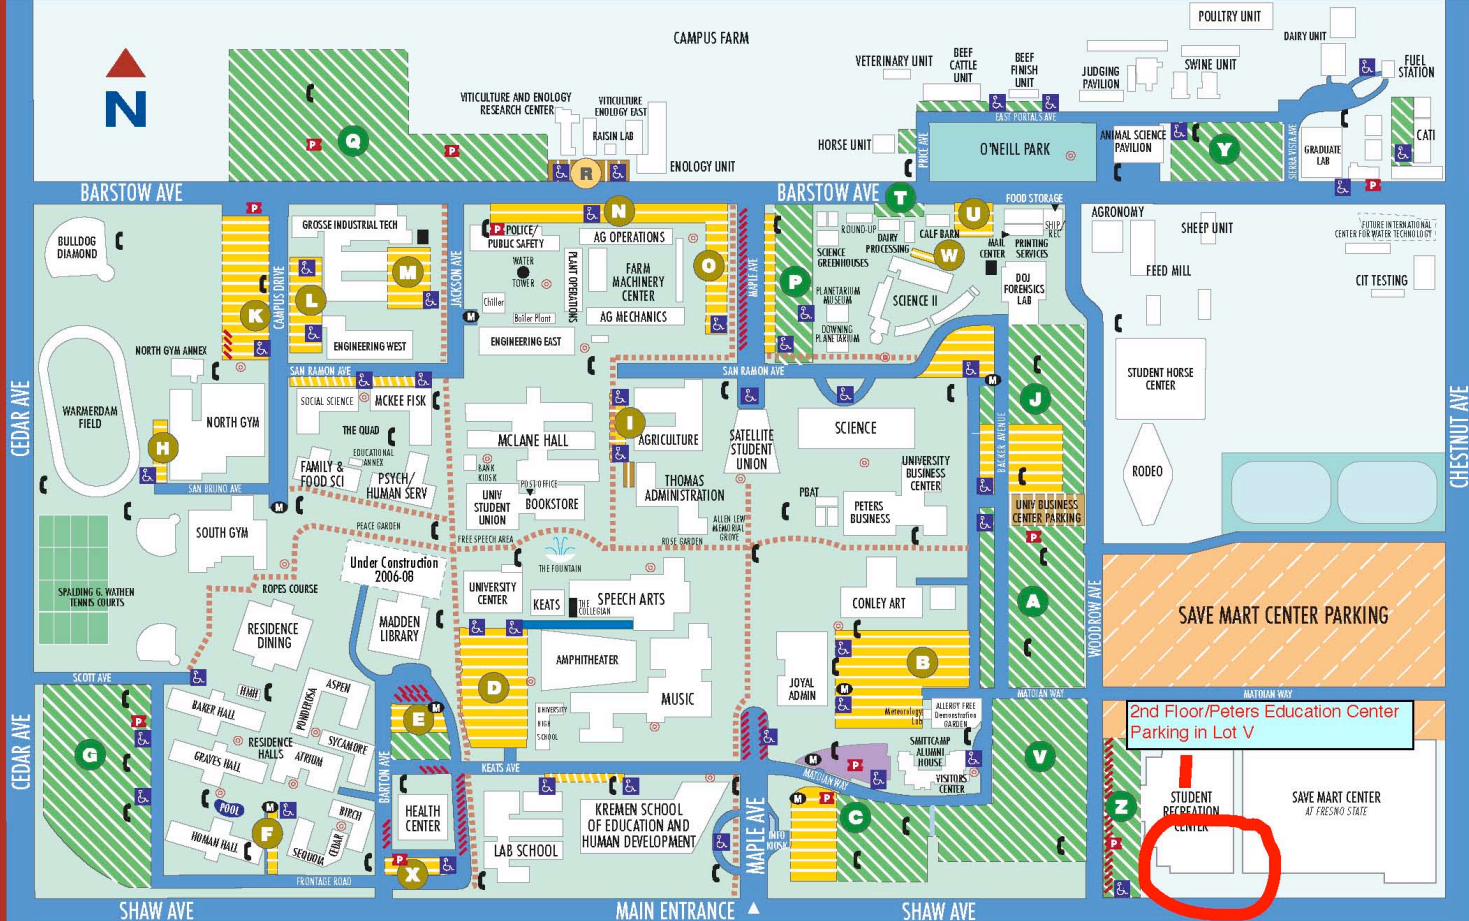 POULTRY UNIT
CAMPUS FARM
DAIRY UNIT
VETERINARY UNIT
BEEF
CATTLE
UNIT
BEEF
FINISH
UNIT
JUDGING
PAVILION
SWINE UNIT
FUEL
STATION
N
VITICULTURE AND ENOLOGY
RESEARCH CENTER
VITICULTURE
ENOLOGY EAST
RAISIN LAB
ENOLOGY UNIT
Q
P
P
R
HORSE UNIT
PRICE AVE
EAST PORTALS AVE
O'NEILL PARK
ANIMAL SCIENCE
PAVILION
Y
SIERRA VISTA AVE
GRADUATE
LAB
CATI
P
BARSTOW AVE
BARSTOW AVE
T
FOOD STORAGE
P
BULLDOG
DIAMOND
GROSSE INDUSTRIAL TECH
P
POLICE/
PUBLIC SAFETY
N
AG OPERATIONS
ROUND-UP
DAIRY
PROCESSING
CALF BARN
U
W
MAIL
CENTER
PRINTING
SERVICES
SHIP/
REC
AGRONOMY
SHEEP UNIT
FUTURE INTERNATIONAL
CENTER FOR WATER TECHNOLOGY
SCIENCE
GREENHOUSES
WATER
TOWER
PLANT OPERATIONS
FARM
MACHINERY
CENTER
O
MAPLE AVE
P
M
L
K
CAMPUS DRIVE
JACKSON AVE
FEED MILL
CIT TESTING
DOJ
FORENSICS
LAB
PLANETARIUM
MUSEUM
SCIENCE II
Chiller
Boiler Plant
AG MECHANICS
M
DOWNING
PLANETARIUM
NORTH GYM ANNEX
ENGINEERING WEST
ENGINEERING EAST
SAN RAMON AVE
SAN RAMON AVE
M
STUDENT HORSE
CENTER
CEDAR AVE
CHESTNUT AVE
WARMERDAM
FIELD
NORTH GYM
H
SOCIAL SCIENCE
MCKEE FISK
THE QUAD
EDUCATIONAL
ANNEX
FAMILY &
FOOD SCI
PSYCH/
HUMAN SERV
MCLANE HALL
I
AGRICULTURE
SATELLITE
STUDENT
UNION
SCIENCE
J
BACKER AVENUE
RODEO
BANK
KIOSK
UNIV
STUDENT
UNION
POST OFFICE
BOOKSTORE
THOMAS
ADMINISTRATION
ALLEN LEW
MEMORIAL
GROVE
ROSE GARDEN
UNIVERSITY
BUSINESS
CENTER
PBAT
PETERS
BUSINESS
UNIV BUSINESS
CENTER PARKING
P
SAN BRUNO AVE
M
SOUTH GYM
PEACE GARDEN
FREE SPEECH AREA
THE FOUNTAIN
Under Construction
2006-08
SPALDING G. WATHEN
TENNIS COURTS
ROPES COURSE
RESIDENCE
DINING
MADDEN
LIBRARY
UNIVERSITY
CENTER
KEATS
THE
COLLEGIAN
SPEECH ARTS
CONLEY ART
A
WOODROW AVE
SAVE MART CENTER PARKING
AMPHITHEATER
MUSIC
JOYAL
ADMIN
B
M
D
UNIVERSITY
HIGH
SCHOOL
SCOTT AVE
MATOIAN WAY
MATOIAN WAY
HMH
ASPEN
PONDEROSA
BAKER HALL
SYCAMORE
RESIDENCE
HALLS
ATRIUM
GRAVES HALL
E
M
Meteorology
Lab
ALLERGY FREE
Demonstration
GARDEN
2nd Floor/Peters Education Center
Parking in Lot V
CEDAR AVE
G
P
BARTON AVE
KEATS AVE
M
P
MATOIAN WAY
SMITTCAMP
ALUMNI
HOUSE
VISITORS
CENTER
V
Z
P
STUDENT
RECREATION
CENTER
SAVE MART CENTER
AT FRESNO STATE
POOL
M
F
BIRCH
CEDAR
SEQUOIA
HOMAN HALL
HEALTH
CENTER
P
X
LAB SCHOOL
KREMEN SCHOOL
OF EDUCATION AND
HUMAN DEVELOPMENT
MAPLE AVE
INFO
KIOSK
M
P
C
FRONTAGE ROAD
SHAW AVE
MAIN ENTRANCE
SHAW AVE